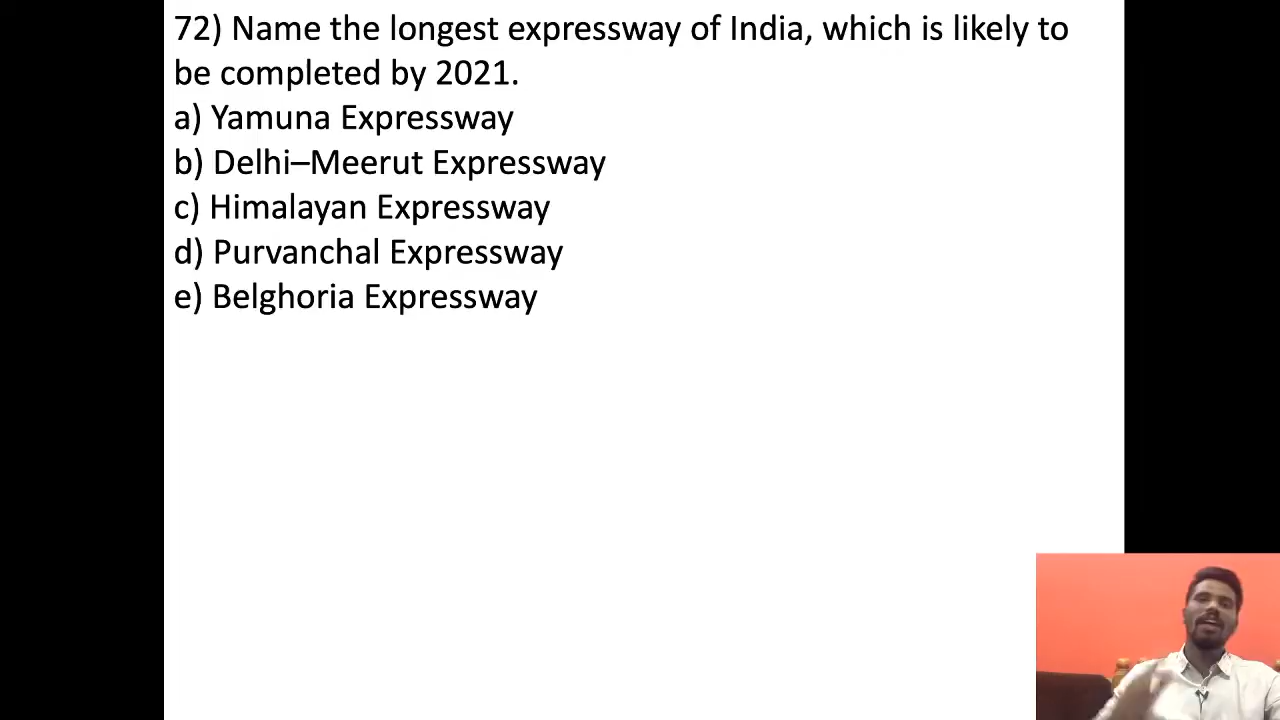 72) Name the longest expressway of India, which is likely to
be completed by 2021.
a) Yamuna Expressway
b) Delhi–Meerut Expressway
c) Himalayan Expressway
d) Purvanchal Expressway
e) Belghoria Expressway